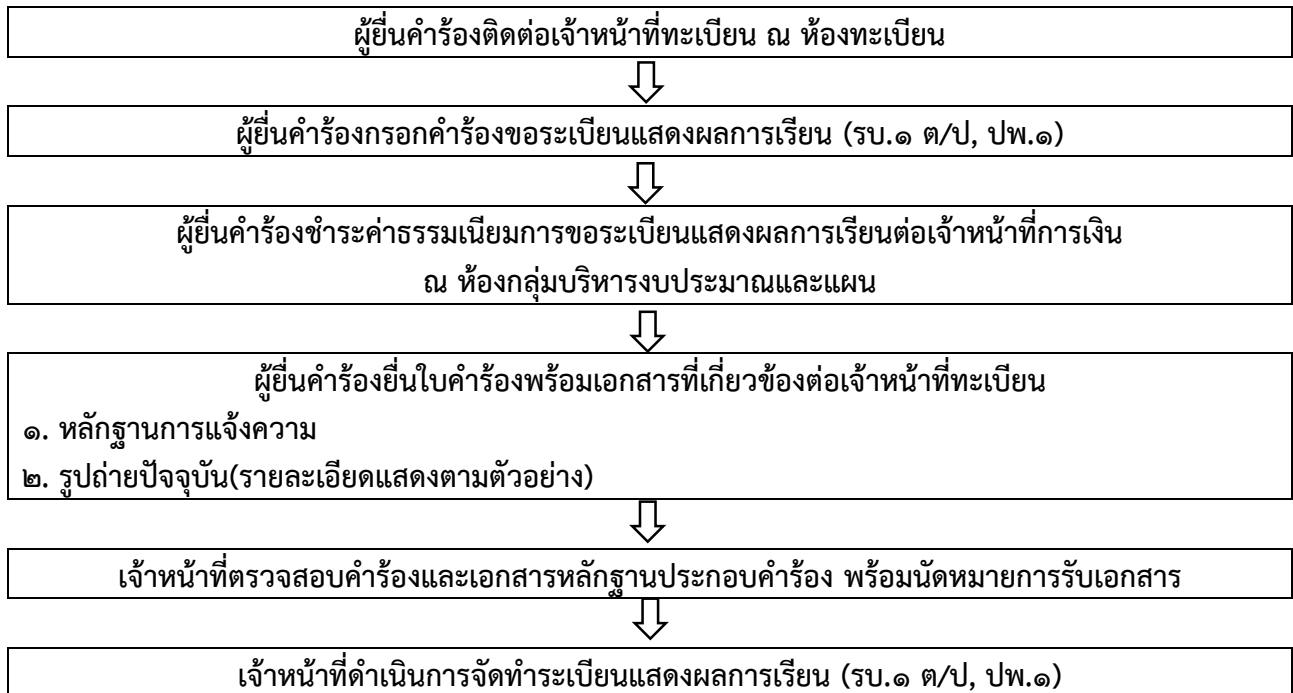 ผู้ยื่นคำร้องติดต่อเจ้าหน้าที่ทะเบียน ณ ห้องทะเบียน
ผู้ยื่นคำร้องกรอกคำร้องขอระเบียนแสดงผลการเรียน (รบ.๑ ต/ป, ปพ.๑)
ผู้ยื่นคำร้องชำระค่าธรรมเนียมการขอระเบียนแสดงผลการเรียนต่อเจ้าหน้าที่การเงิน
ณ ห้องกลุ่มบริหารงบประมาณและแผน
ผู้ยื่นคำร้องยื่นใบคำร้องพร้อมเอกสารที่เกี่ยวข้องต่อเจ้าหน้าที่ทะเบียน
๑. หลักฐานการแจ้งความ
๒. รูปถ่ายปัจจุบัน(รายละเอียดแสดงตามตัวอย่าง)
เจ้าหน้าที่ตรวจสอบคำร้องและเอกสารหลักฐานประกอบคำร้อง พร้อมนัดหมายการรับเอกสาร
เจ้าหน้าที่ดำเนินการจัดทำระเบียนแสดงผลการเรียน (รบ.๑ ต/ป, ปพ.๑)